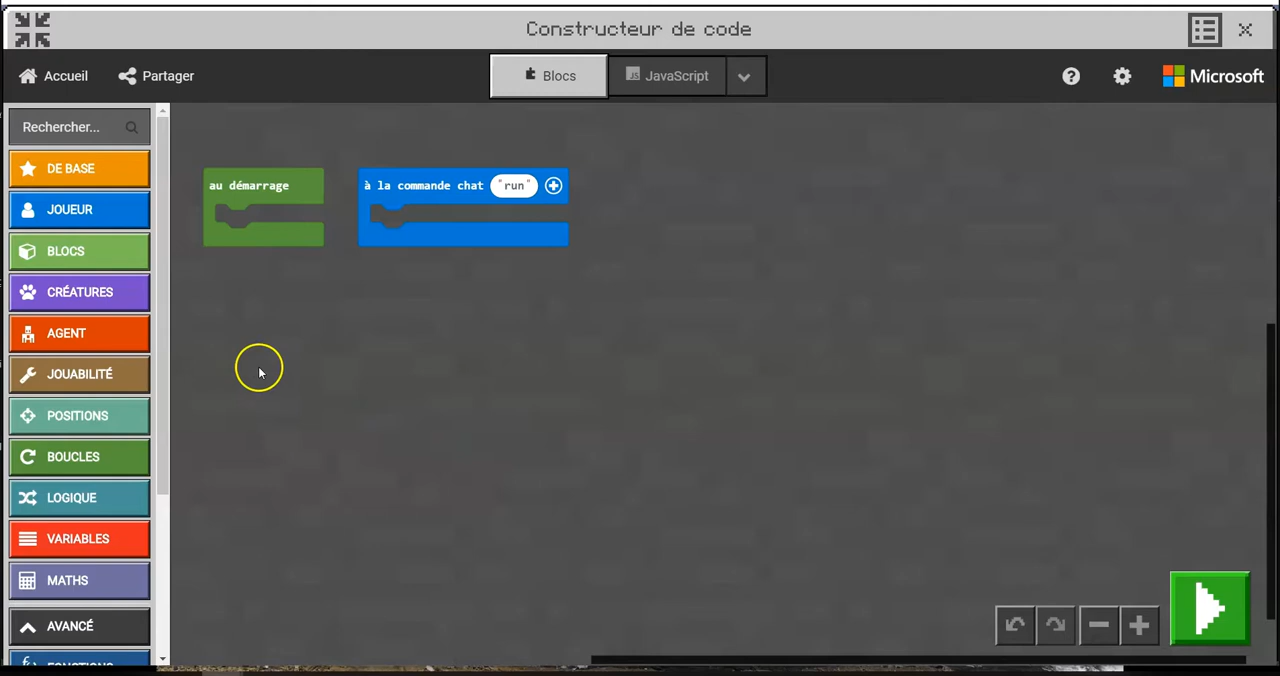 Constructeur de code
Accueil
Partager
Blocs
JS JavaScript
Microsoft
Rechercher...
DE BASE
JOUEUR
BLOCS
CRÉATURES
AGENT
JOUABILITÉ
POSITIONS
BOUCLES
LOGIQUE
VARIABLES
MATHS
AVANCÉ
au démarrage
à la commande chat "run"